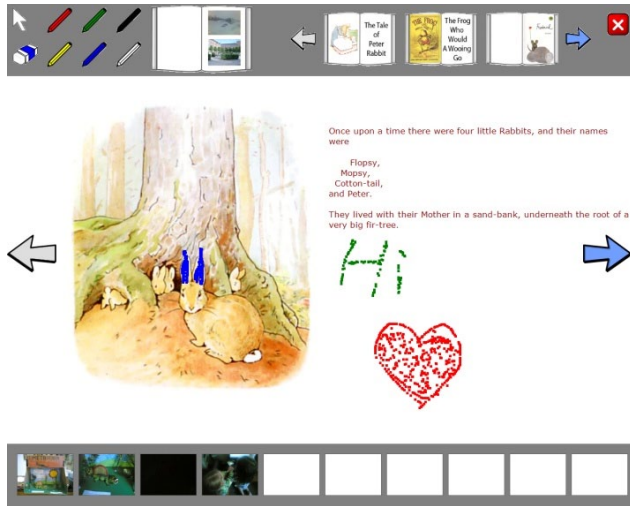 The Tale
of
Peter
Rabbit
THE FROG
The Frog
Who
Would
A Wooing
Go
Once upon a time there were four little Rabbits, and their names
were
Flopsy,
Mopsy,
Cotton-tail,
and Peter.
They lived with their Mother in a sand-bank, underneath the root of a
very big fir-tree.
Hi